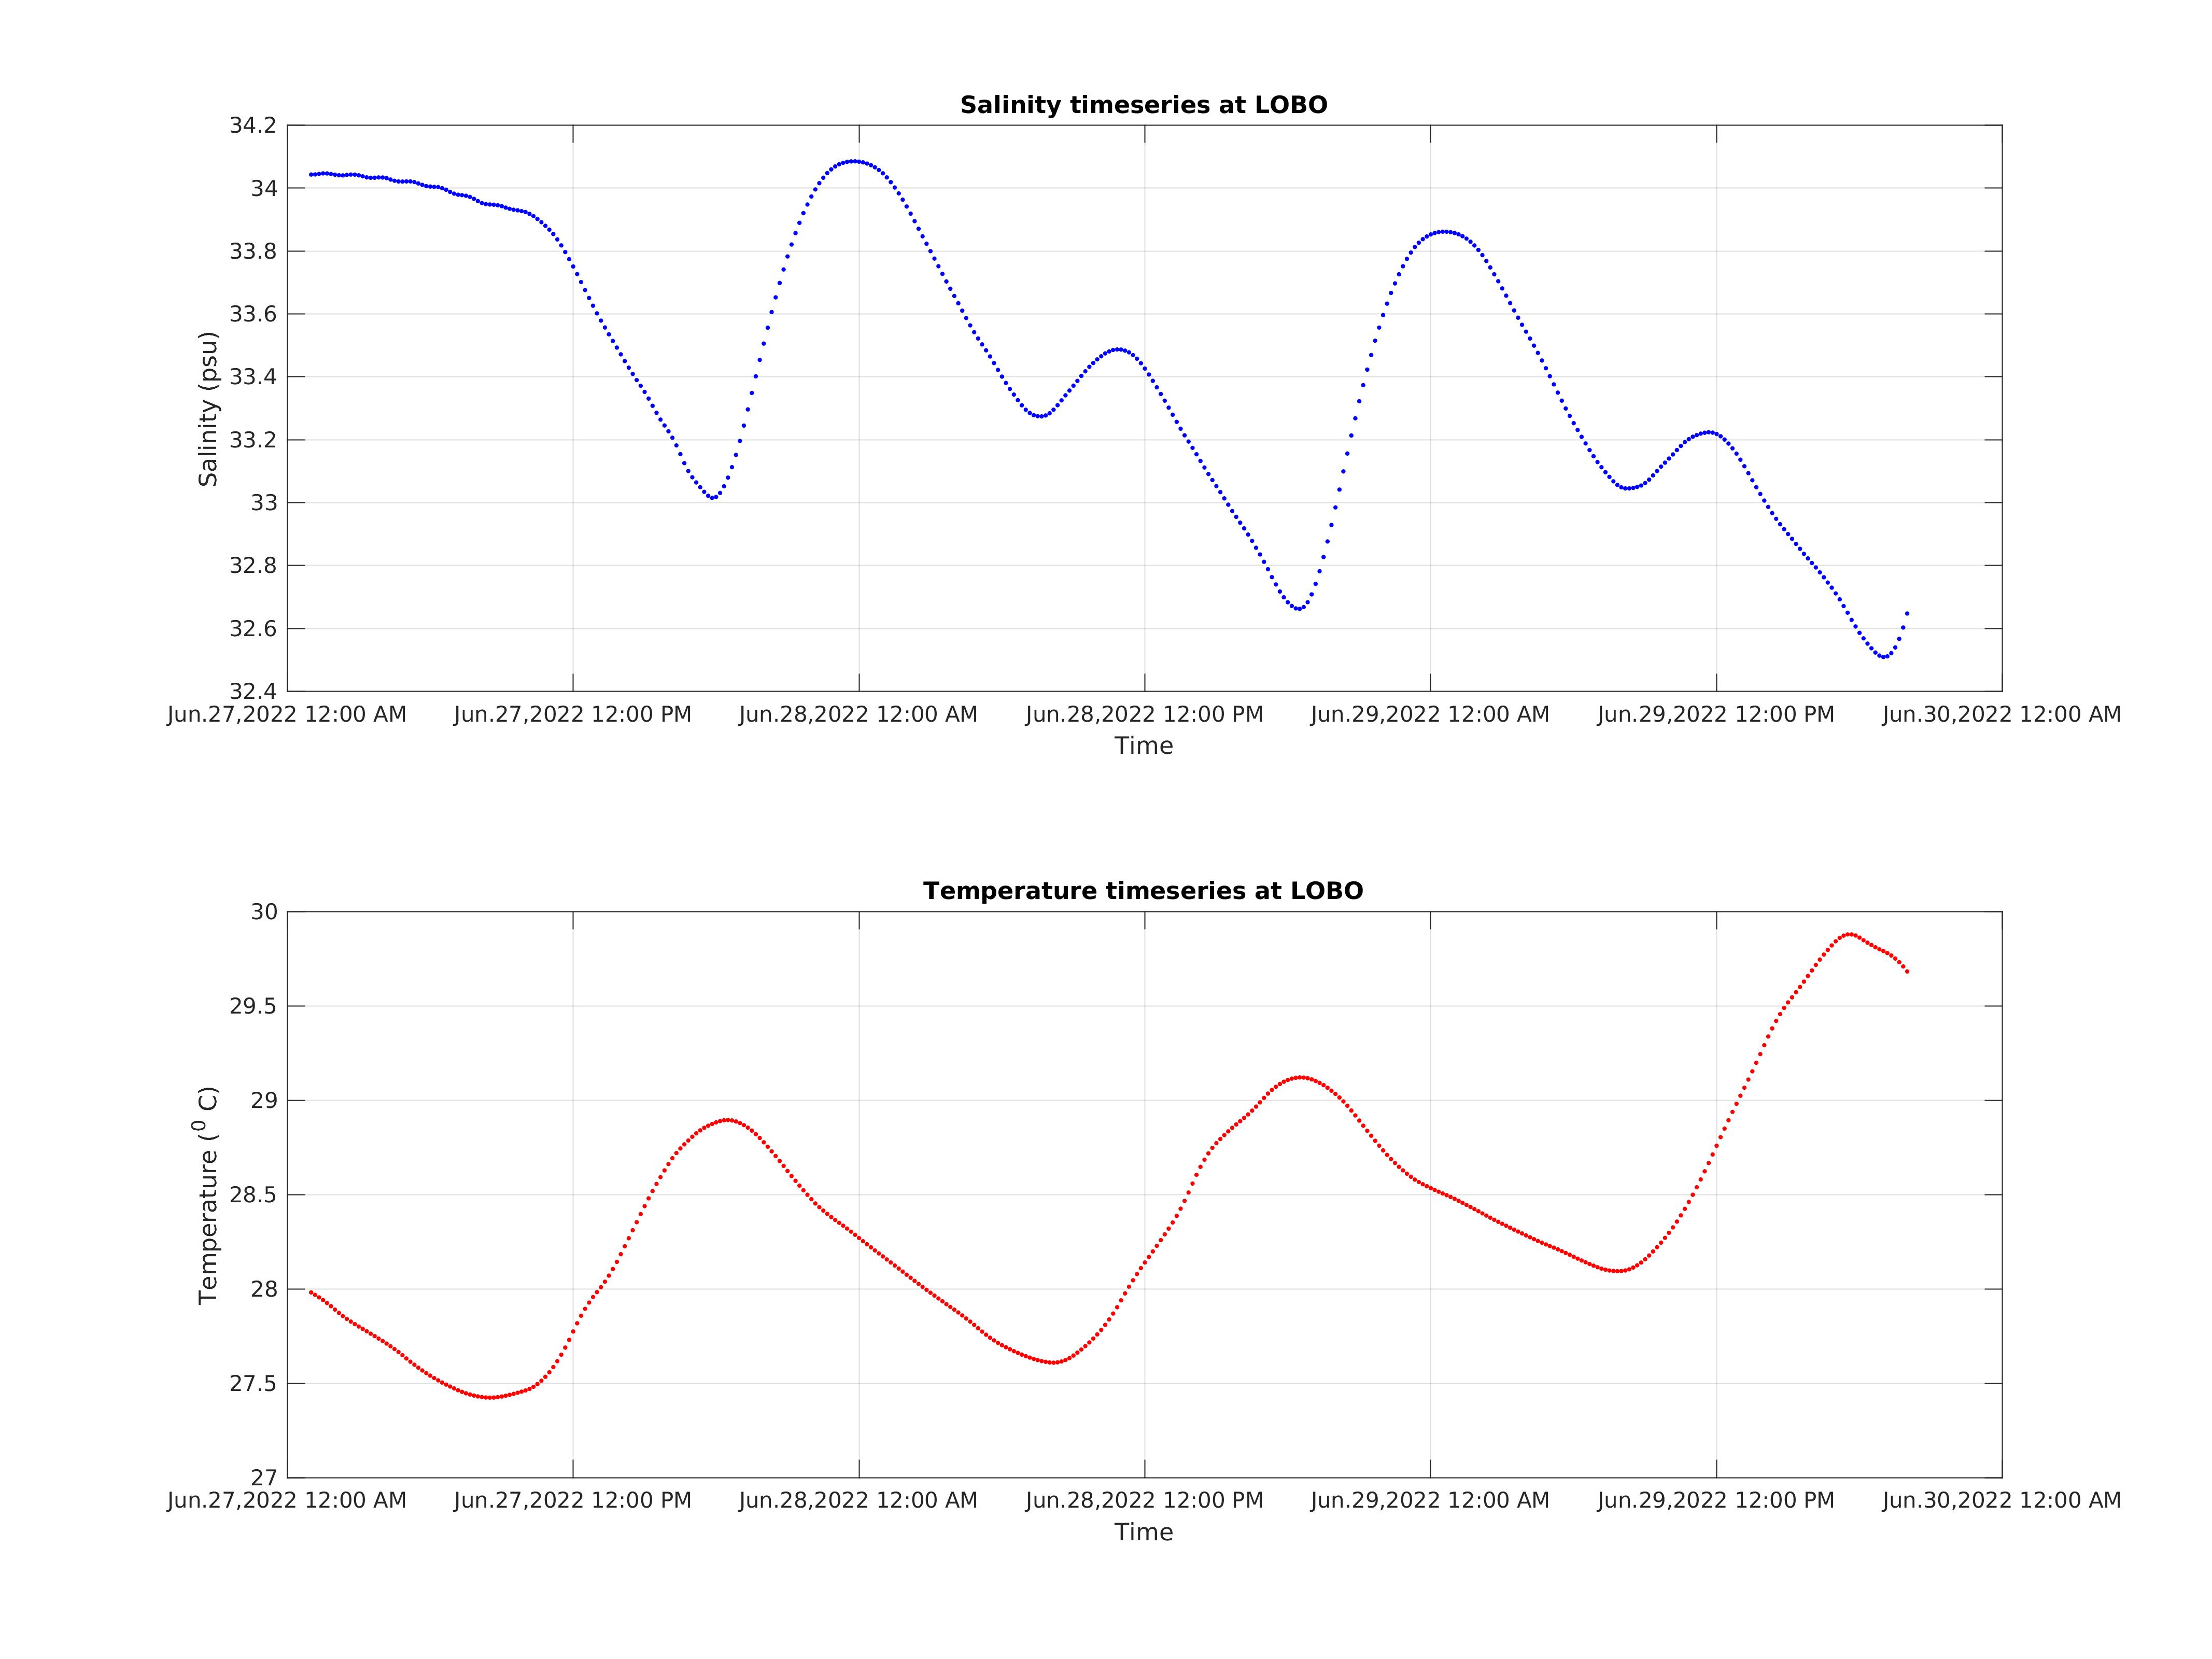 Salinity timeseries at LOBO
34.2
34
33.8
33.6
33.4
33.2
33
32.8
32.6
32.4
Salinity (psu)
Jun.27,2022 12:00 AM Jun.27,2022 12:00 PM Jun.28,2022 12:00 AM Jun.28,2022 12:00 PM Jun.29,2022 12:00 AM Jun.29,2022 12:00 PM Jun.30,2022 12:00 AM
Time
Temperature timeseries at LOBO
30
29.5
29
28.5
28
27.5
27
Temperature (⁰ C)
Jun.27,2022 12:00 AM Jun.27,2022 12:00 PM Jun.28,2022 12:00 AM Jun.28,2022 12:00 PM Jun.29,2022 12:00 AM Jun.29,2022 12:00 PM Jun.30,2022 12:00 AM
Time